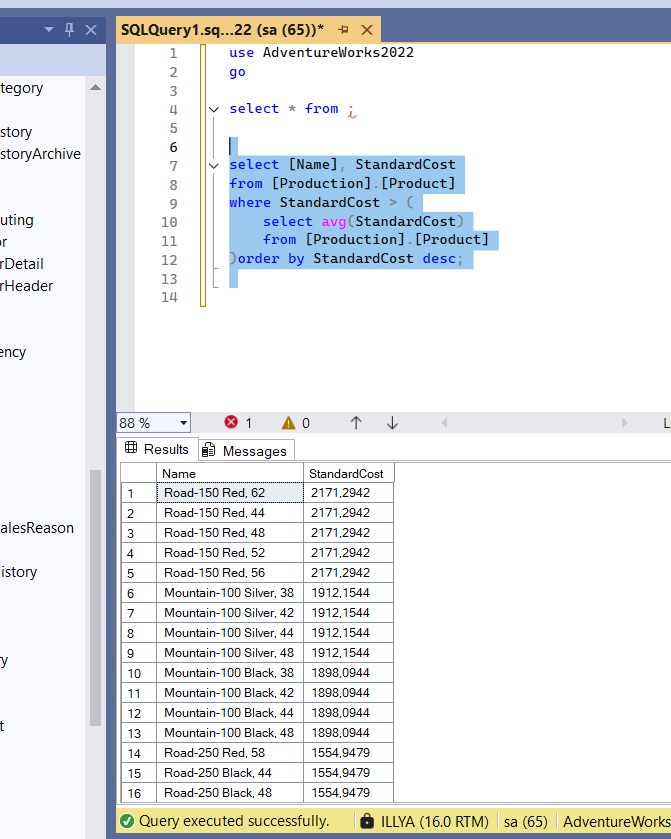 SQLQuery1.sq...22 (sa (65))*
tegory
story
storyArchive
uting
or
rDetail
rHeader
ency
alesReason
istory
ry
t
1 use AdventureWorks2022
2 go
3
4 select * from ;
5
6
7 select [Name], StandardCost
8 from [Production].[Product]
9 where StandardCost > (
10 select avg(StandardCost)
11 from [Production].[Product]
12 )order by StandardCost desc;
13
14
88 % 1 0 L
Results Messages
Name StandardCost
1 Road-150 Red, 62 2171,2942
2 Road-150 Red, 44 2171,2942
3 Road-150 Red, 48 2171,2942
4 Road-150 Red, 52 2171,2942
5 Road-150 Red, 56 2171,2942
6 Mountain-100 Silver, 38 1912,1544
7 Mountain-100 Silver, 42 1912,1544
8 Mountain-100 Silver, 44 1912,1544
9 Mountain-100 Silver, 48 1912,1544
10 Mountain-100 Black, 38 1898,0944
11 Mountain-100 Black, 42 1898,0944
12 Mountain-100 Black, 44 1898,0944
13 Mountain-100 Black, 48 1898,0944
14 Road-250 Red, 58 1554,9479
15 Road-250 Black, 44 1554,9479
16 Road-250 Black, 48 1554,9479
Query executed successfully. ILLYA (16.0 RTM) sa (65) AdventureWorks